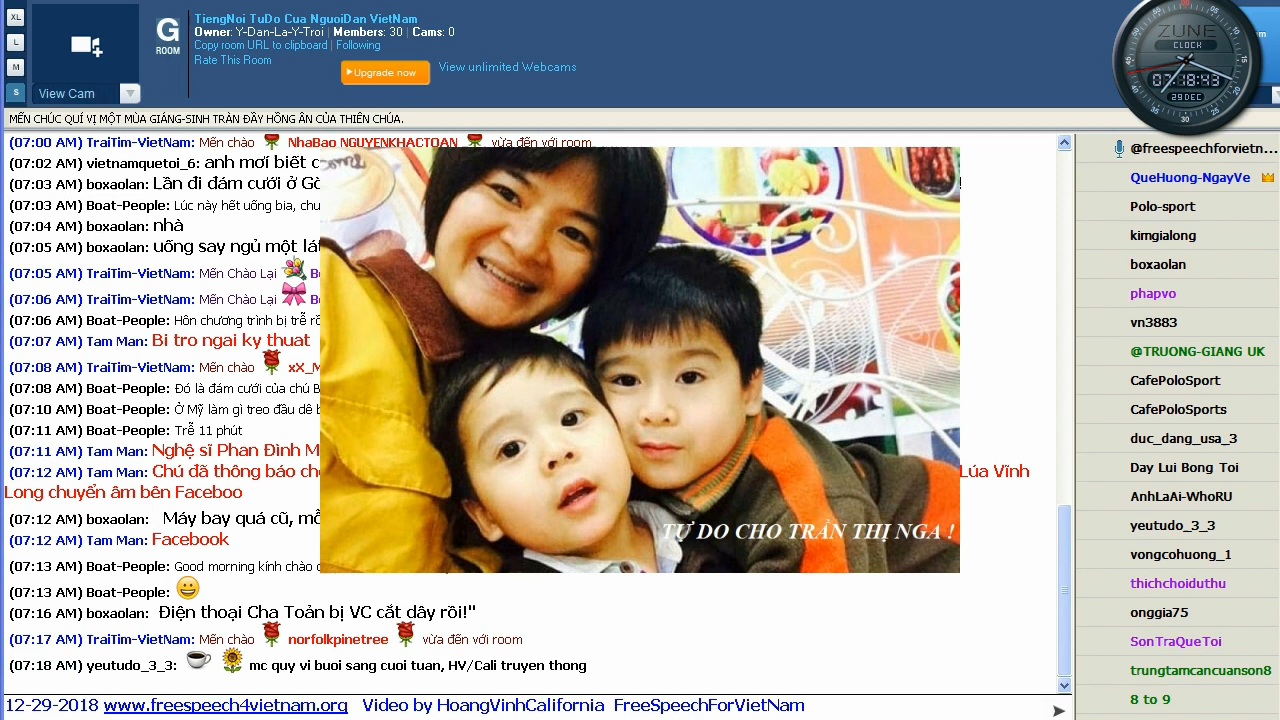 XL
L
M
S
View Cam
G
ROOM
TiengNoi TuDo Cua NguoiDan VietNam
Owner: Y-Dan-La-Y-Troi | Members: 30 | Cams: 0
Copy room URL to clipboard | Following
Rate This Room
Upgrade now
View unlimited Webcams
ZUNE
CLOCK
07:18:43
29 DEC
MẾN CHÚC QUÍ VỊ MỘT MÙA GIÁNG-SINH TRÀN ĐẦY HỒNG ÂN CỦA THIÊN CHÚA.
(07:00 AM) TraiTim-VietNam: Mến chào NhaBao NGUYENKHACTOAN vừa đến với room
(07:02 AM) vietnamquetoi_6: anh mơí biết c
(07:03 AM) boxaolan: Lần đi đám cưới ở Gò
(07:03 AM) Boat-People: Lúc này hết uống bia, chu
(07:04 AM) boxaolan: nhà
(07:05 AM) boxaolan: uống say ngủ một lát
(07:05 AM) TraiTim-VietNam: Mến Chào Lại B
(07:06 AM) TraiTim-VietNam: Mến Chào Lại B
(07:06 AM) Boat-People: Hôn chương trình bị trễ rồ
(07:07 AM) Tam Man: Bi tro ngai ky thuat
(07:08 AM) TraiTim-VietNam: Mến chào xX_M
(07:08 AM) Boat-People: Đó là đám cưới của chú B
(07:10 AM) Boat-People: Ở Mỹ làm gì treo đầu dê b
(07:11 AM) Boat-People: Trễ 11 phút
(07:11 AM) Tam Man: Nghệ sĩ Phan Đình M
(07:12 AM) Tam Man: Chú đã thông báo cho Lúa Vĩnh
Long chuyển âm bên Faceboo
(07:12 AM) boxaolan: Máy bay quá cũ, mỗ
(07:12 AM) Tam Man: Facebook
(07:13 AM) Boat-People: Good morning kính chào c
(07:13 AM) Boat-People:
(07:16 AM) boxaolan: Điện thoại Cha Toản bị VC cắt dây rồi!"
(07:17 AM) TraiTim-VietNam: Mến chào norfolkpinetree vừa đến với room
(07:18 AM) yeutudo_3_3: mc quy vi buoi sang cuoi tuan, HV/Cali truyen thong
TỰ DO CHO TRẦN THỊ NGA !
@freespeechforvietn...
QueHuong-NgayVe
Polo-sport
kimgialong
boxaolan
phapvo
vn3883
@TRUONG-GIANG UK
CafePoloSport
CafePoloSports
duc_dang_usa_3
Day Lui Bong Toi
AnhLaAi-WhoRU
yeutudo_3_3
vongcohuong_1
thichchoiduthu
onggia75
SonTraQueToi
trungtamcancuanson8
8 to 9
12-29-2018 www.freespeech4vietnam.org Video by HoangVinhCalifornia FreeSpeechForVietNam